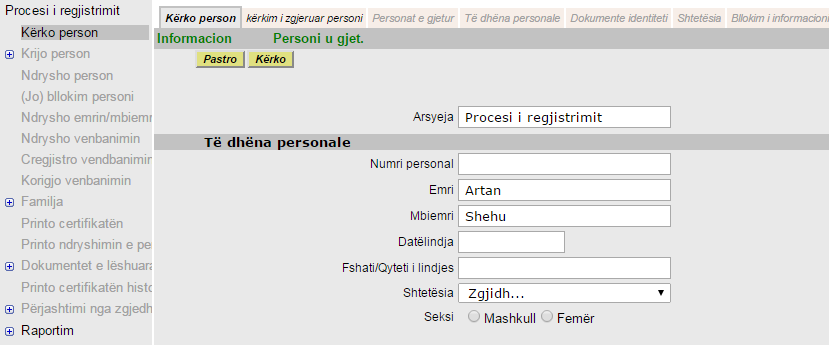 Procesi i regjistrimit
Kërko person
Krijo person
Ndrysho person
(Jo) bllokim personi
Ndrysho emrin/mbiemr
Ndrysho venbanimin
Cregjistro vendbanimin
Korigjo venbanimin
Familja
Printo certifikatën
Printo ndryshimin e pe
Dokumentet e lëshuara
Printo certifikatën histo
Përjashtimi nga zgjedh
Raportim
Kërko person kërkim i zgjeruar personi Personat e gjetur Të dhëna personale Dokumente identiteti Shtetësia Bllokim i informacioni
Informacion Personi u gjet.
Pastro Kërko
Arsyeja Procesi i regjistrimit
Të dhëna personale
Numri personal
Emri Artan
Mbiemri Shehu
Datëlindja
Fshati/Qyteti i lindjes
Shtetësia Zgjidh...
Seksi Mashkull Femër